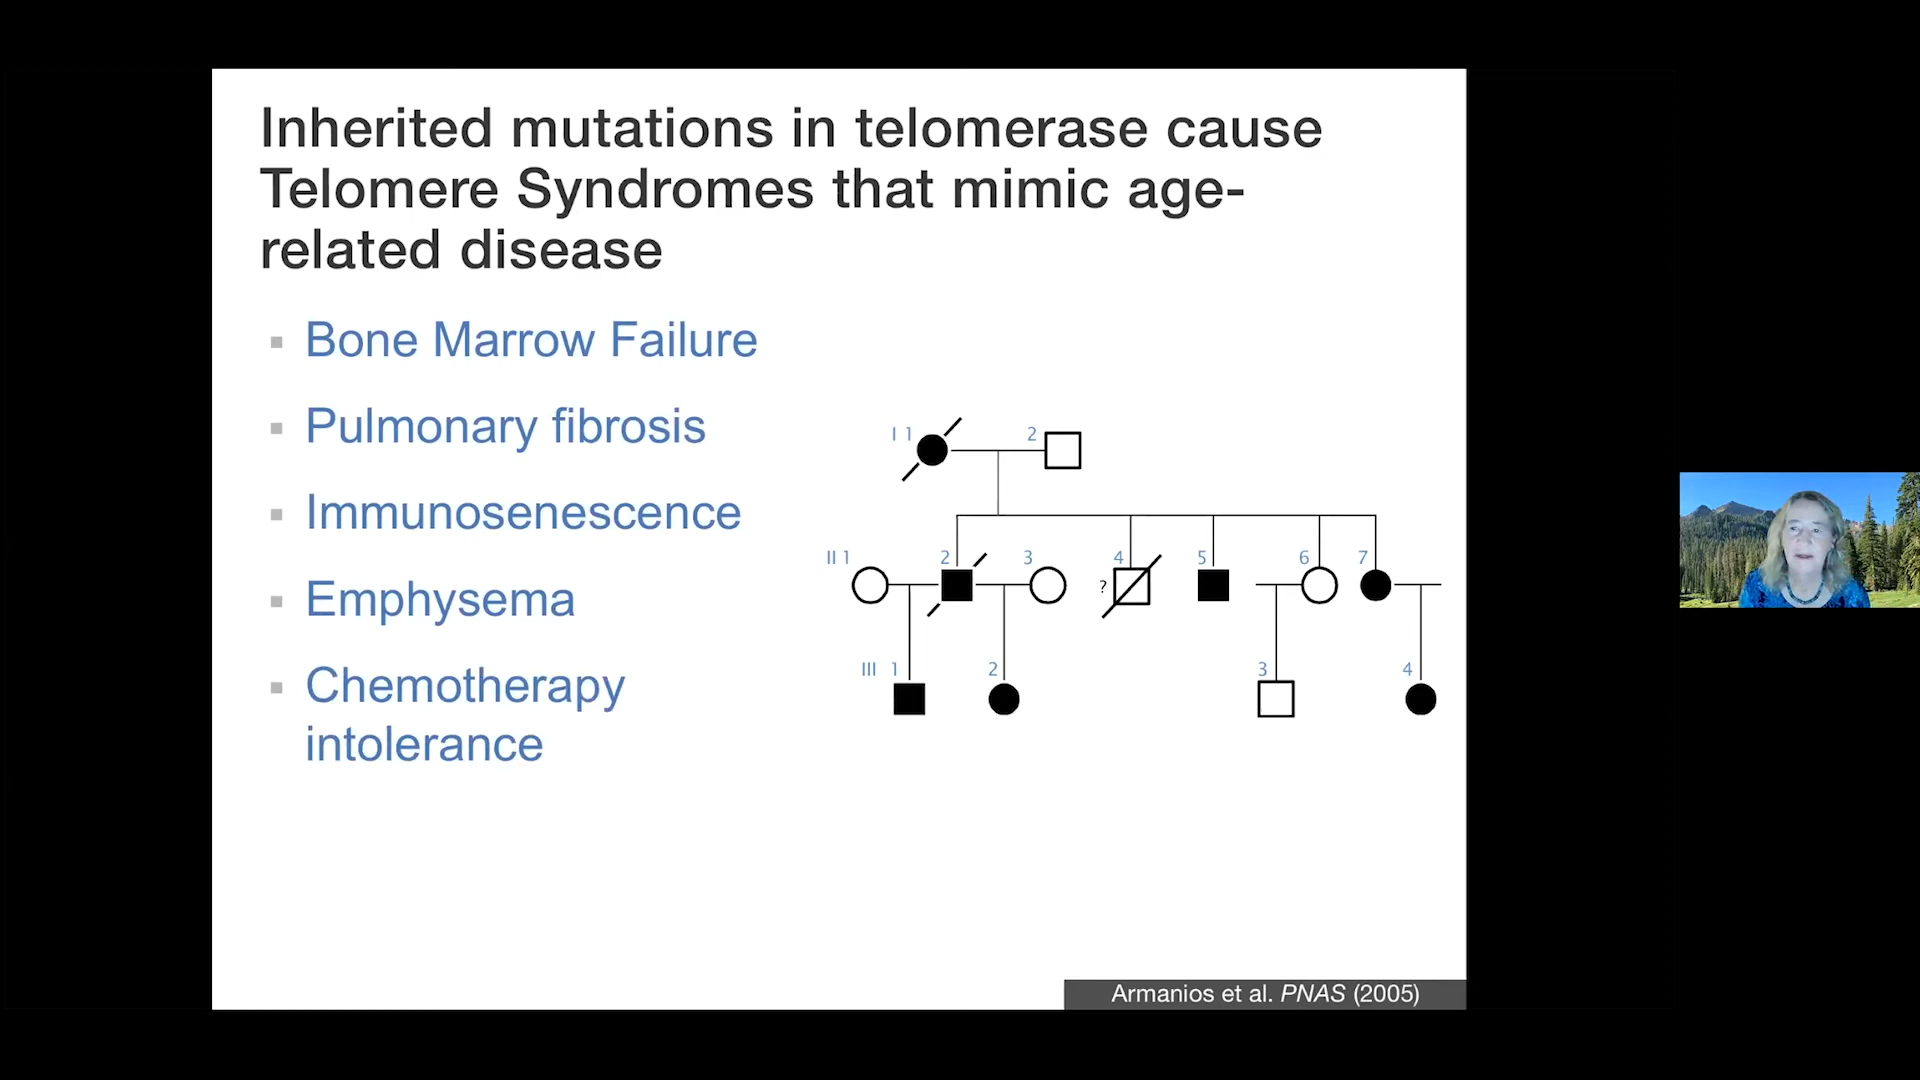 Inherited mutations in telomerase cause
Telomere Syndromes that mimic age-
related disease
▪ Bone Marrow Failure
▪ Pulmonary fibrosis
▪ Immunosenescence
▪ Emphysema
▪ Chemotherapy
intolerance
I 1 2
II 1 2 3 4 5 6 7
?
III 1 2 3 4
Armanios et al. PNAS (2005)